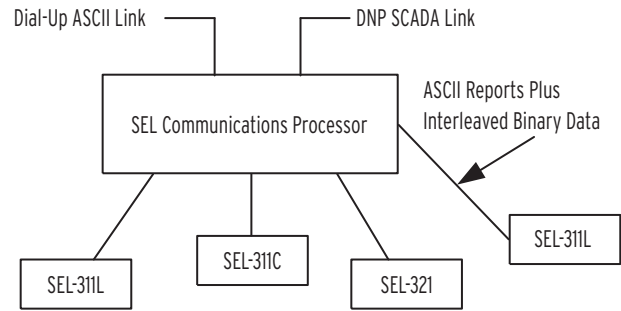 Dial-Up ASCII Link
DNP SCADA Link
SEL Communications Processor
ASCII Reports Plus
Interleaved Binary Data
SEL-311L
SEL-311C
SEL-321
SEL-311L